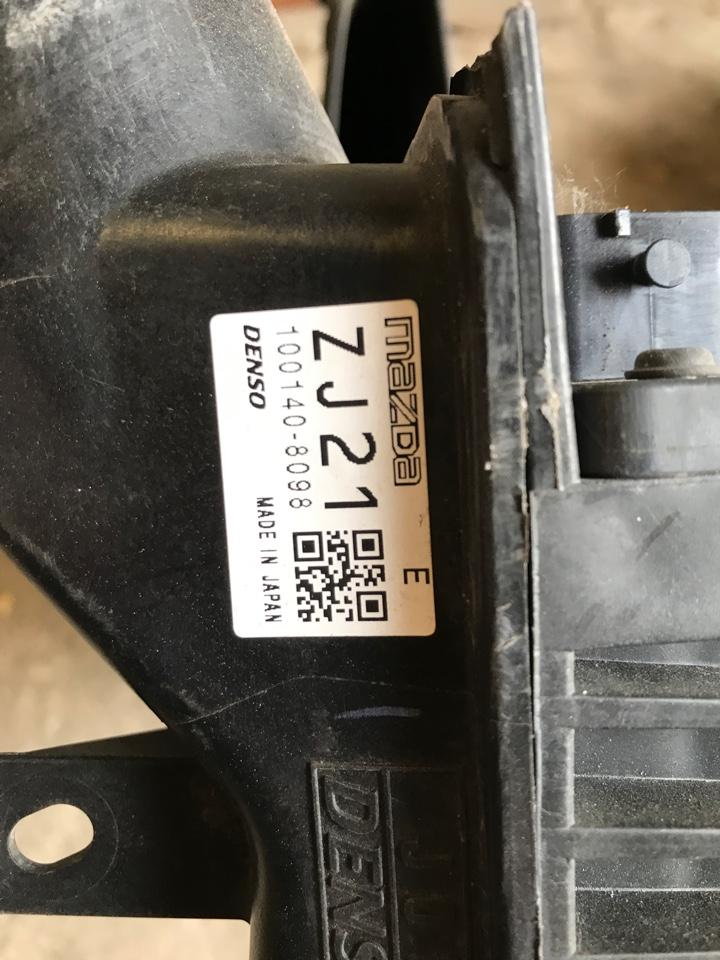 mazda E
ZJ21
100140-8098
DENSO MADE IN JAPAN
DENS